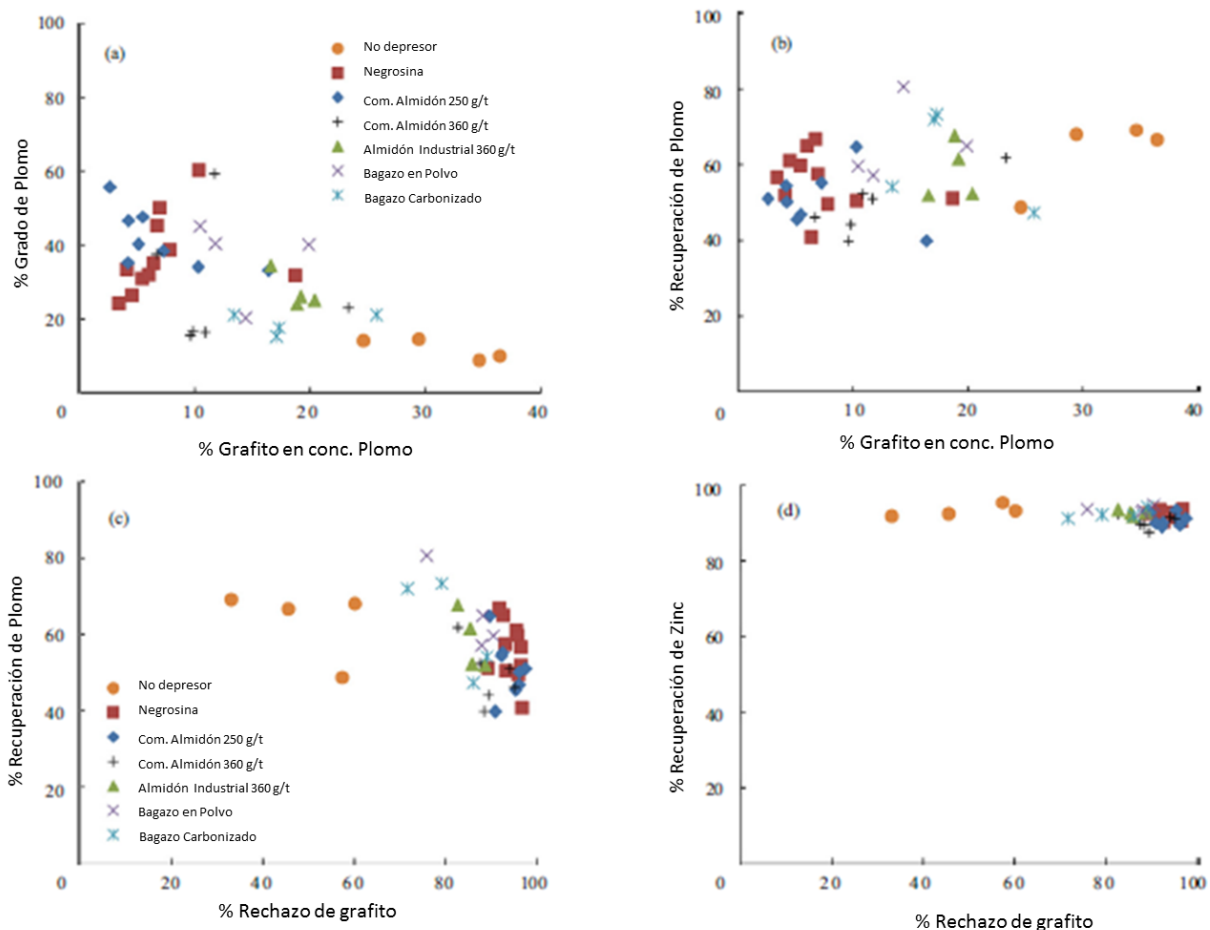 100
80
60
40
20
0
10
20
30
40
(a)
% Grado de Plomo
% Grafito en conc. Plomo
No depresor
Negrosina
Com. Almidón 250 g/t
Com. Almidón 360 g/t
Almidón Industrial 360 g/t
Bagazo en Polvo
Bagazo Carbonizado
100
80
60
40
20
0
10
20
30
40
(b)
% Recuperación de Plomo
% Grafito en conc. Plomo
100
80
60
40
20
0
20
40
60
80
100
(c)
% Recuperación de Plomo
% Rechazo de grafito
No depresor
Negrosina
Com. Almidón 250 g/t
Com. Almidón 360 g/t
Almidón Industrial 360 g/t
Bagazo en Polvo
Bagazo Carbonizado
100
80
60
40
20
0
20
40
60
80
100
(d)
% Recuperación de Zinc
% Rechazo de grafito